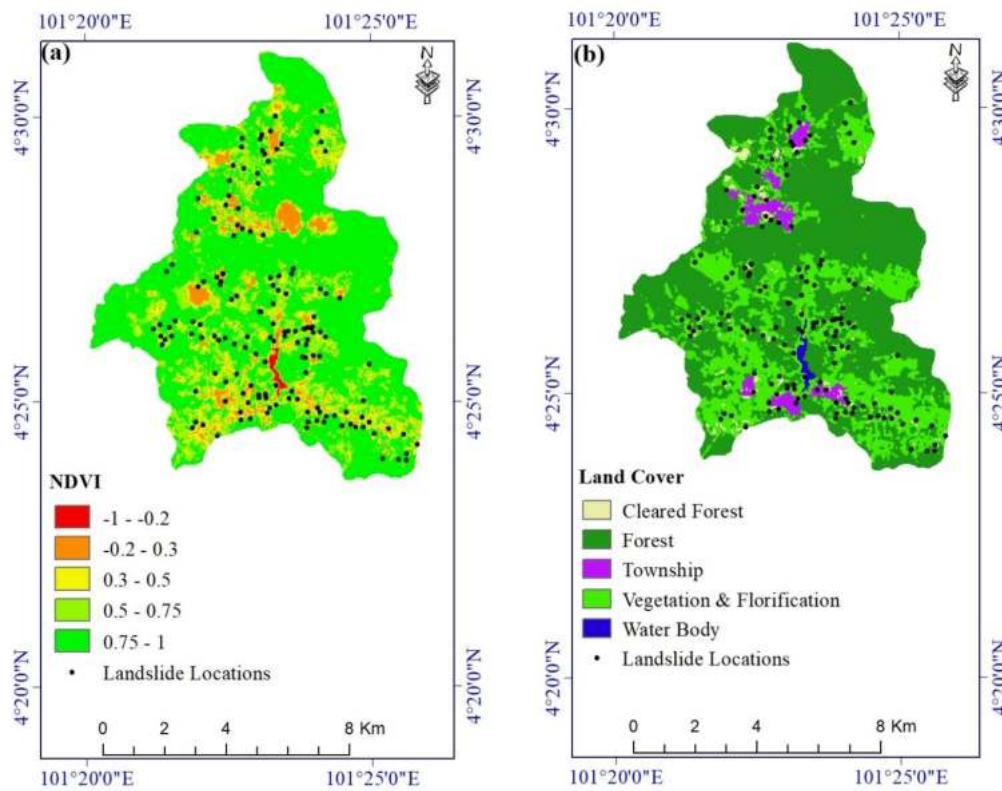 101°20'0"E 101°25'0"E
(a)
N
4°30'0"N
4°25'0"N
4°20'0"N
4°30'0"N
4°25'0"N
4°20'0"N
NDVI
-1 - -0.2
-0.2 - 0.3
0.3 - 0.5
0.5 - 0.75
0.75 - 1
Landslide Locations
0 2 4 8 Km
101°20'0"E 101°25'0"E
101°20'0"E 101°25'0"E
(b)
N
4°30'0"N
4°25'0"N
4°20'0"N
4°30'0"N
4°25'0"N
4°20'0"N
Land Cover
Cleared Forest
Forest
Township
Vegetation & Florification
Water Body
Landslide Locations
0 2 4 8 Km
101°20'0"E 101°25'0"E